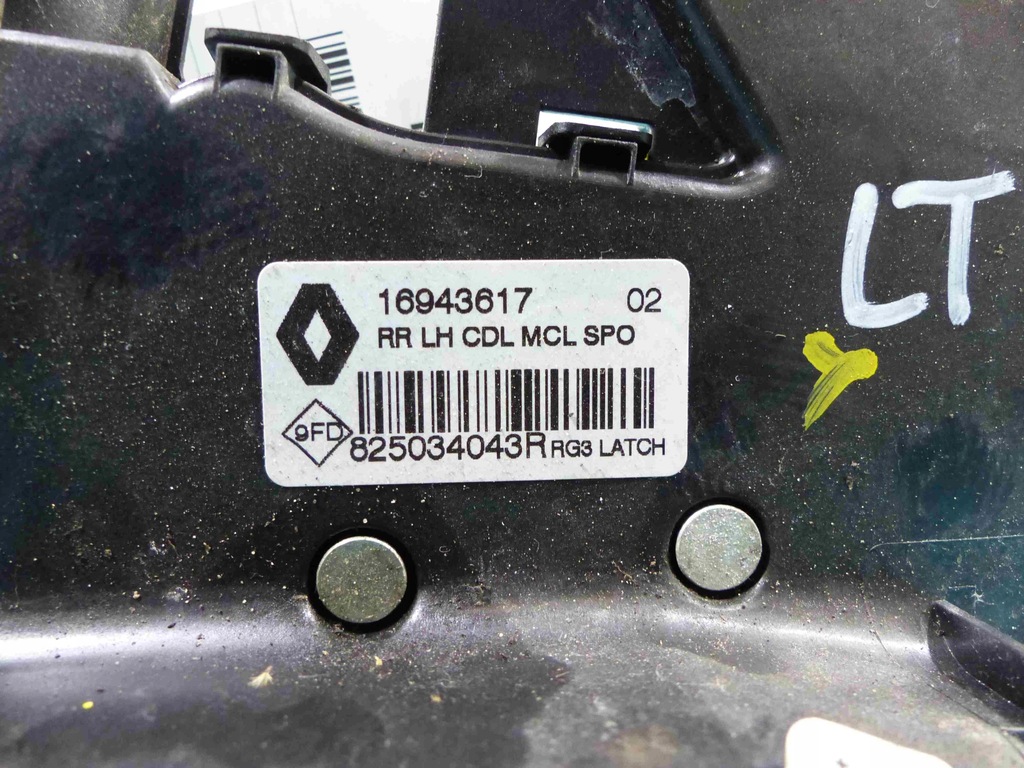 16943617 02
RR LH CDL MCL SPO
9FD
825034043R RG3 LATCH
LT